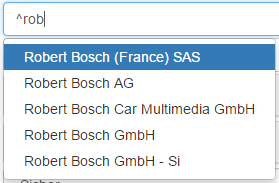 ^rob
Robert Bosch (France) SAS
Robert Bosch AG
Robert Bosch Car Multimedia GmbH
Robert Bosch GmbH
Robert Bosch GmbH - Si